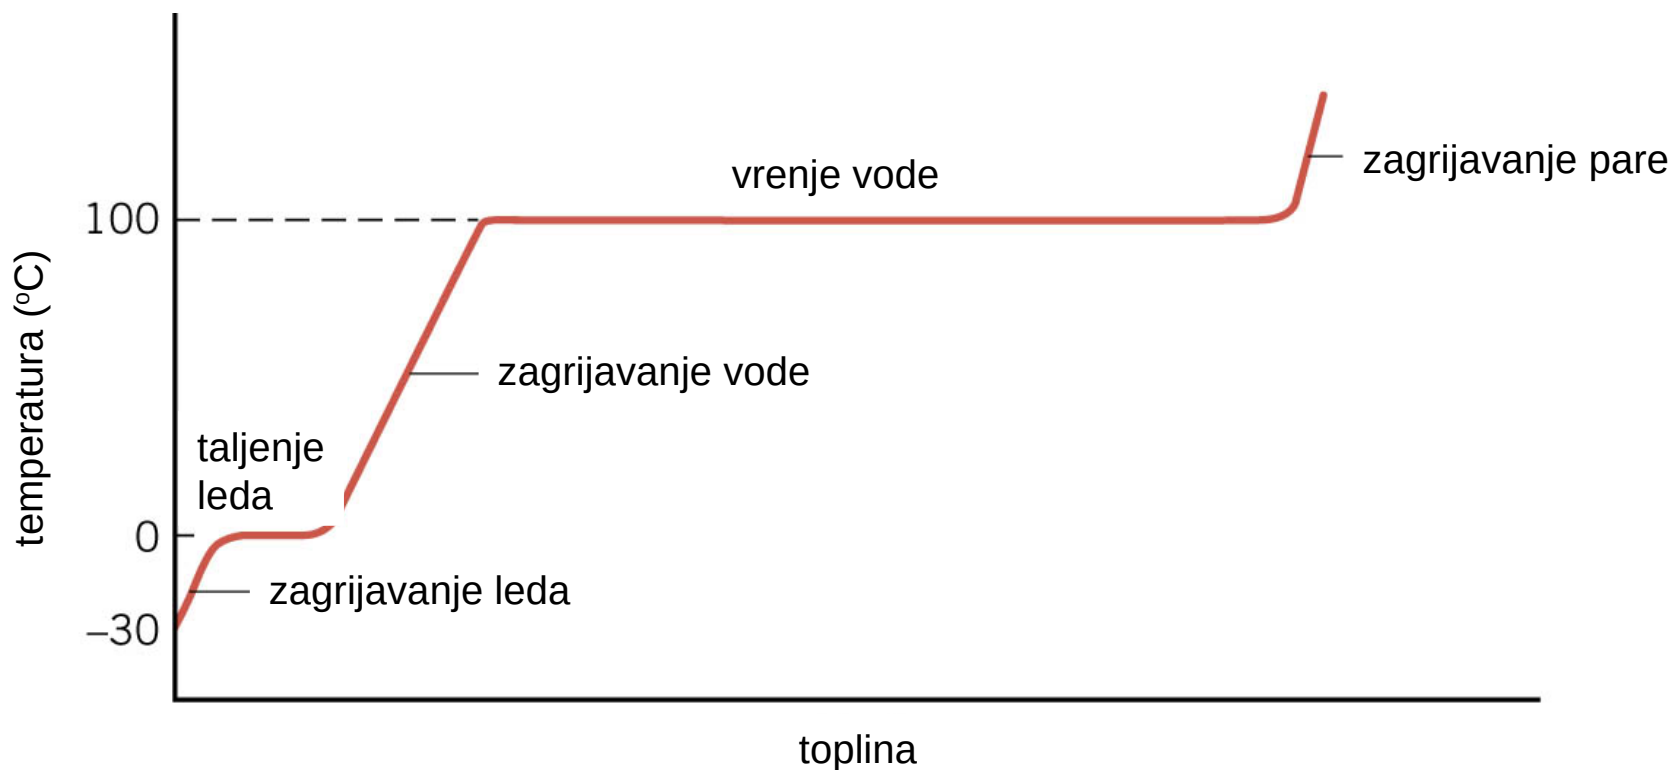 vrenje vode
zagrijavanje pare
100
temperatura (ºC)
zagrijavanje vode
taljenje
leda
0
zagrijavanje leda
–30
toplina